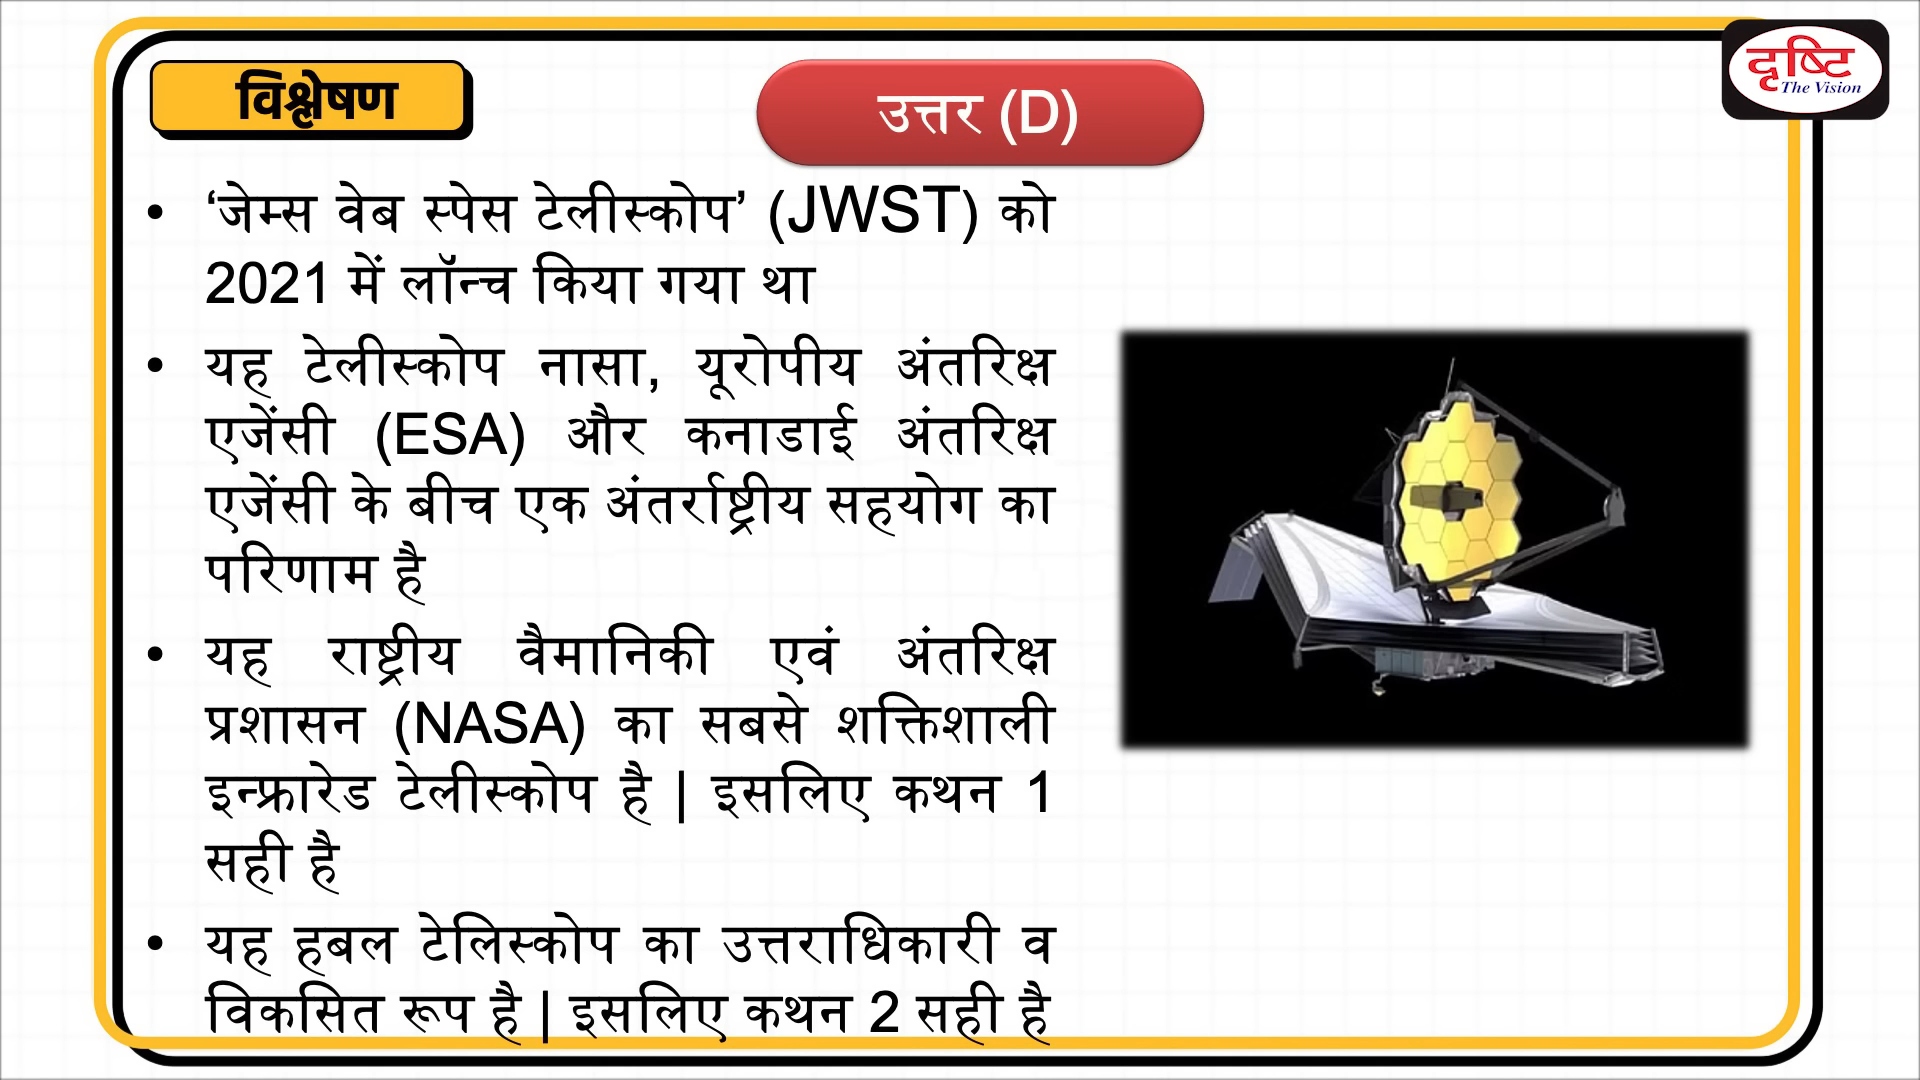 विश्लेषण
उत्तर (D)
दृष्टि
The Vision
• ‘जेम्स वेब स्पेस टेलीस्कोप’ (JWST) को
2021 में लॉन्च किया गया था
• यह टेलीस्कोप नासा, यूरोपीय अंतरिक्ष
एजेंसी (ESA) और कनाडाई अंतरिक्ष
एजेंसी के बीच एक अंतर्राष्ट्रीय सहयोग का
परिणाम है
• यह राष्ट्रीय वैमानिकी एवं अंतरिक्ष
प्रशासन (NASA) का सबसे शक्तिशाली
इन्फ्रारेड टेलीस्कोप है | इसलिए कथन 1
सही है
• यह हबल टेलिस्कोप का उत्तराधिकारी व
विकसित रूप है | इसलिए कथन 2 सही है